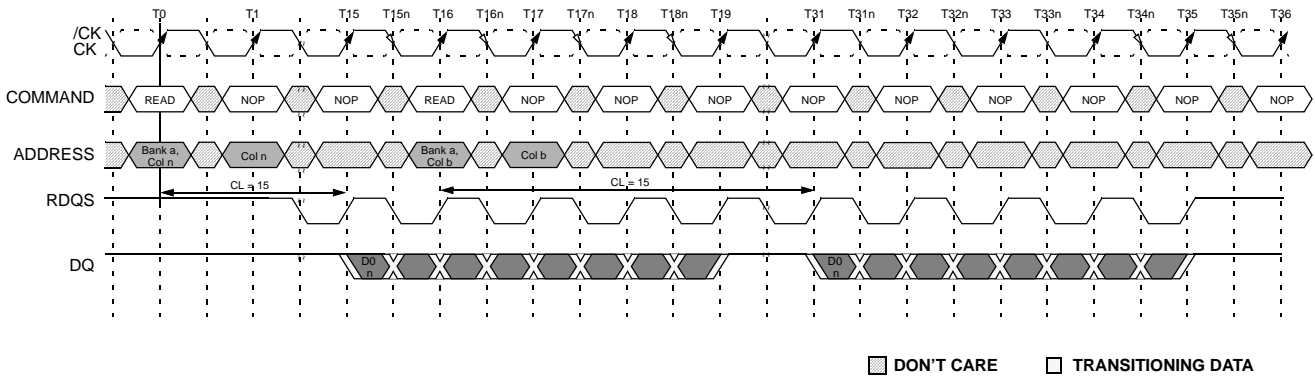 T0 T1 T15 T15n T16 T16n T17 T17n T18 T18n T19 T31 T31n T32 T32n T33 T33n T34 T34n T35 T35n T36
/CK
CK
COMMAND READ NOP NOP READ NOP NOP NOP NOP NOP NOP NOP NOP NOP
ADDRESS Bank a, Col n Col n Bank a, Col b Col b
CL = 15 CL = 15
RDQS
DQ D0 n D0 n
DON'T CARE TRANSITIONING DATA